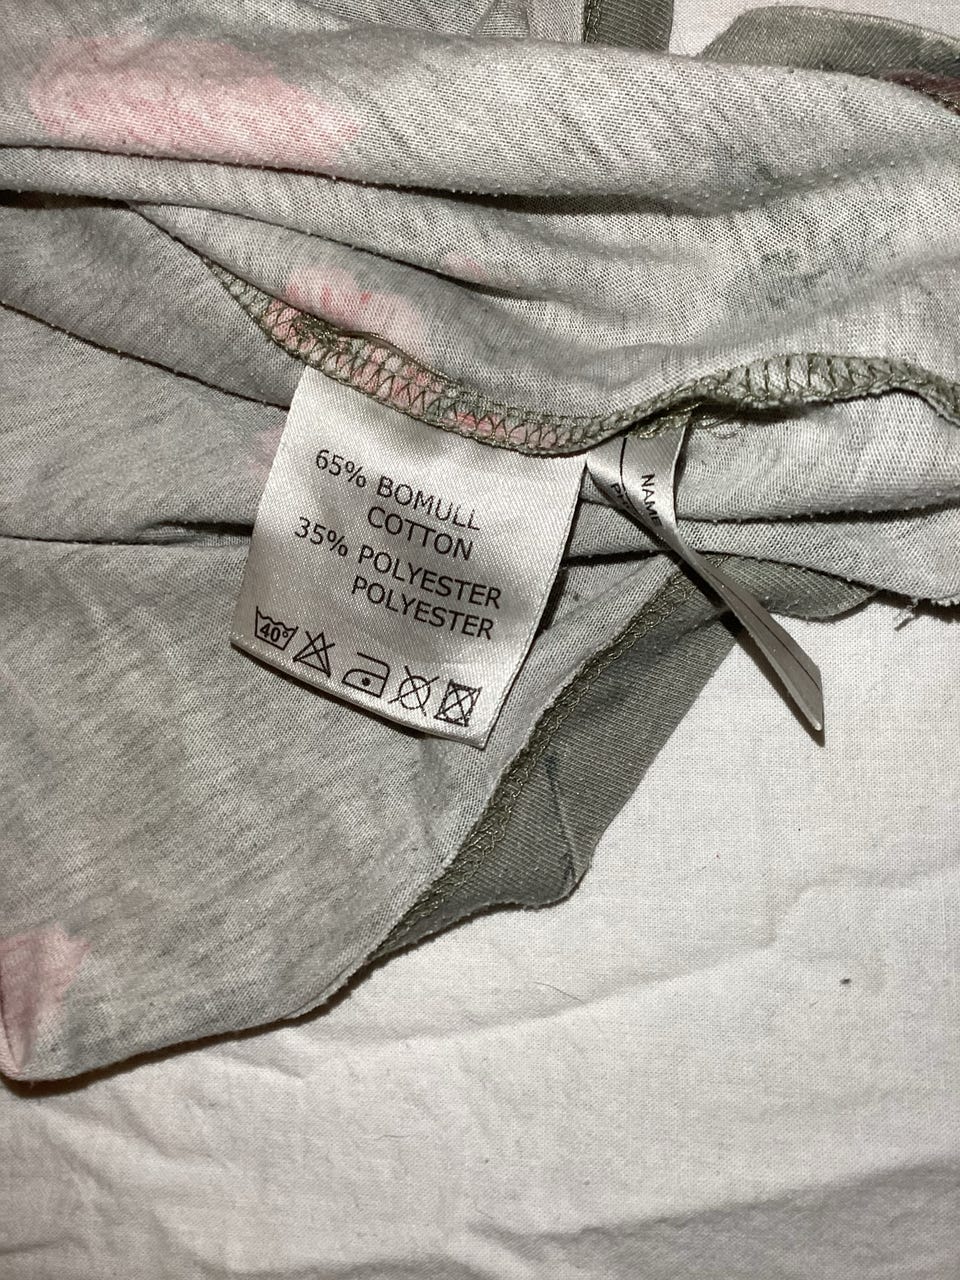 65% BOMULL
COTTON
35% POLYESTER
POLYESTER
40°
NAME